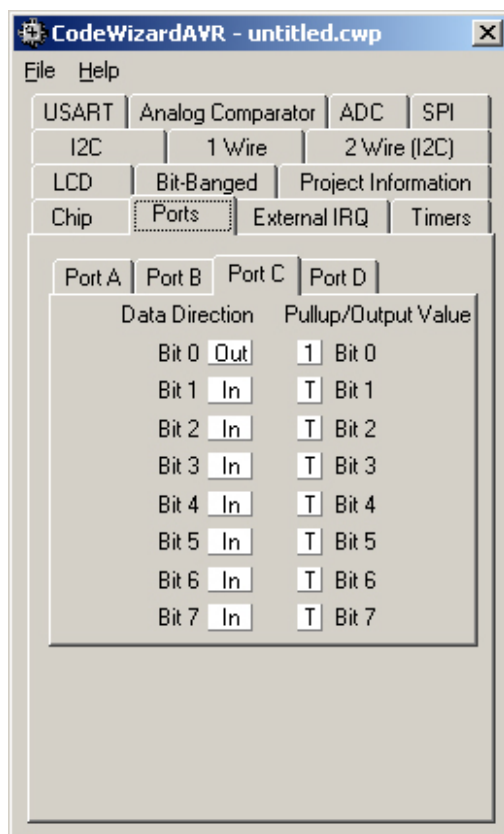 CodeWizardAVR - untitled.cwp
File Help
USART Analog Comparator ADC SPI
I2C 1 Wire 2 Wire (I2C)
LCD Bit-Banged Project Information
Chip Ports External IRQ Timers
Port A Port B Port C Port D
Data Direction Pullup/Output Value
Bit 0 Out 1 Bit 0
Bit 1 In T Bit 1
Bit 2 In T Bit 2
Bit 3 In T Bit 3
Bit 4 In T Bit 4
Bit 5 In T Bit 5
Bit 6 In T Bit 6
Bit 7 In T Bit 7